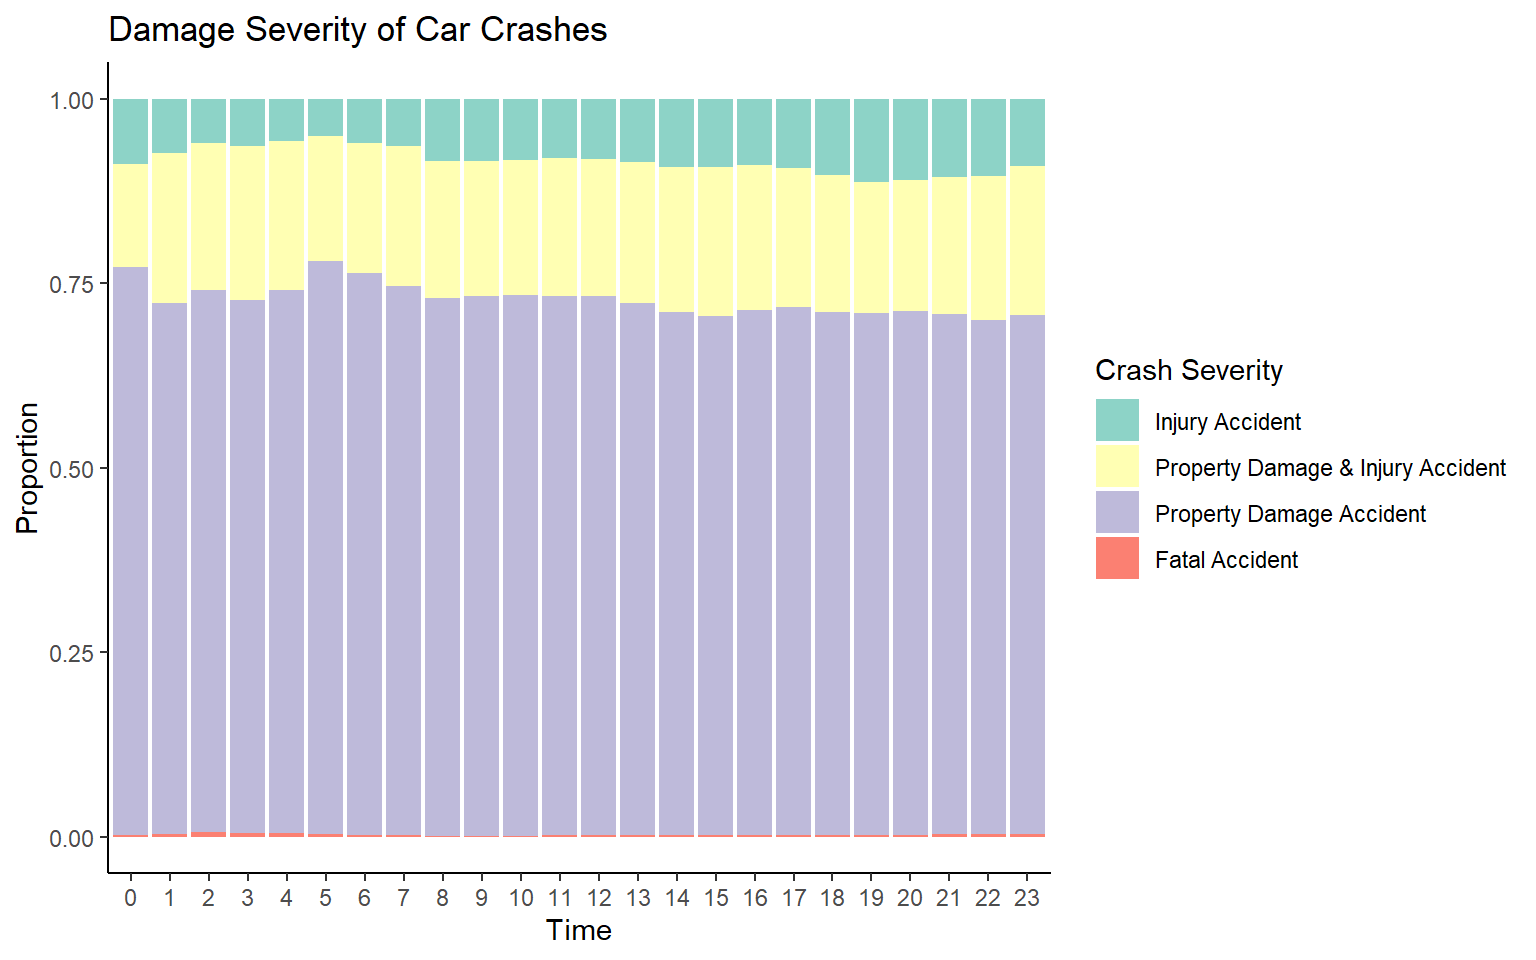 Damage Severity of Car Crashes
1.00
0.75
0.50
0.25
0.00
Proportion
0 1 2 3 4 5 6 7 8 9 10 11 12 13 14 15 16 17 18 19 20 21 22 23
Time
Crash Severity
Injury Accident
Property Damage & Injury Accident
Property Damage Accident
Fatal Accident